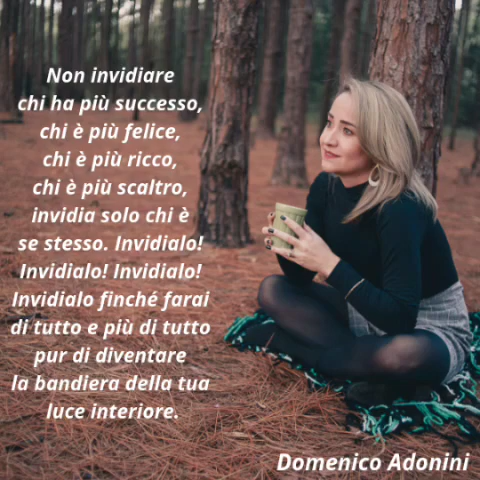 Non invidiare
chi ha più successo,
chi è più felice,
chi è più ricco,
chi è più scaltro,
invidia solo chi è
se stesso. Invidialo!
Invidialo! Invidialo!
Invidialo finché farai
di tutto e più di tutto
pur di diventare
la bandiera della tua
luce interiore.
Domenico Adonini